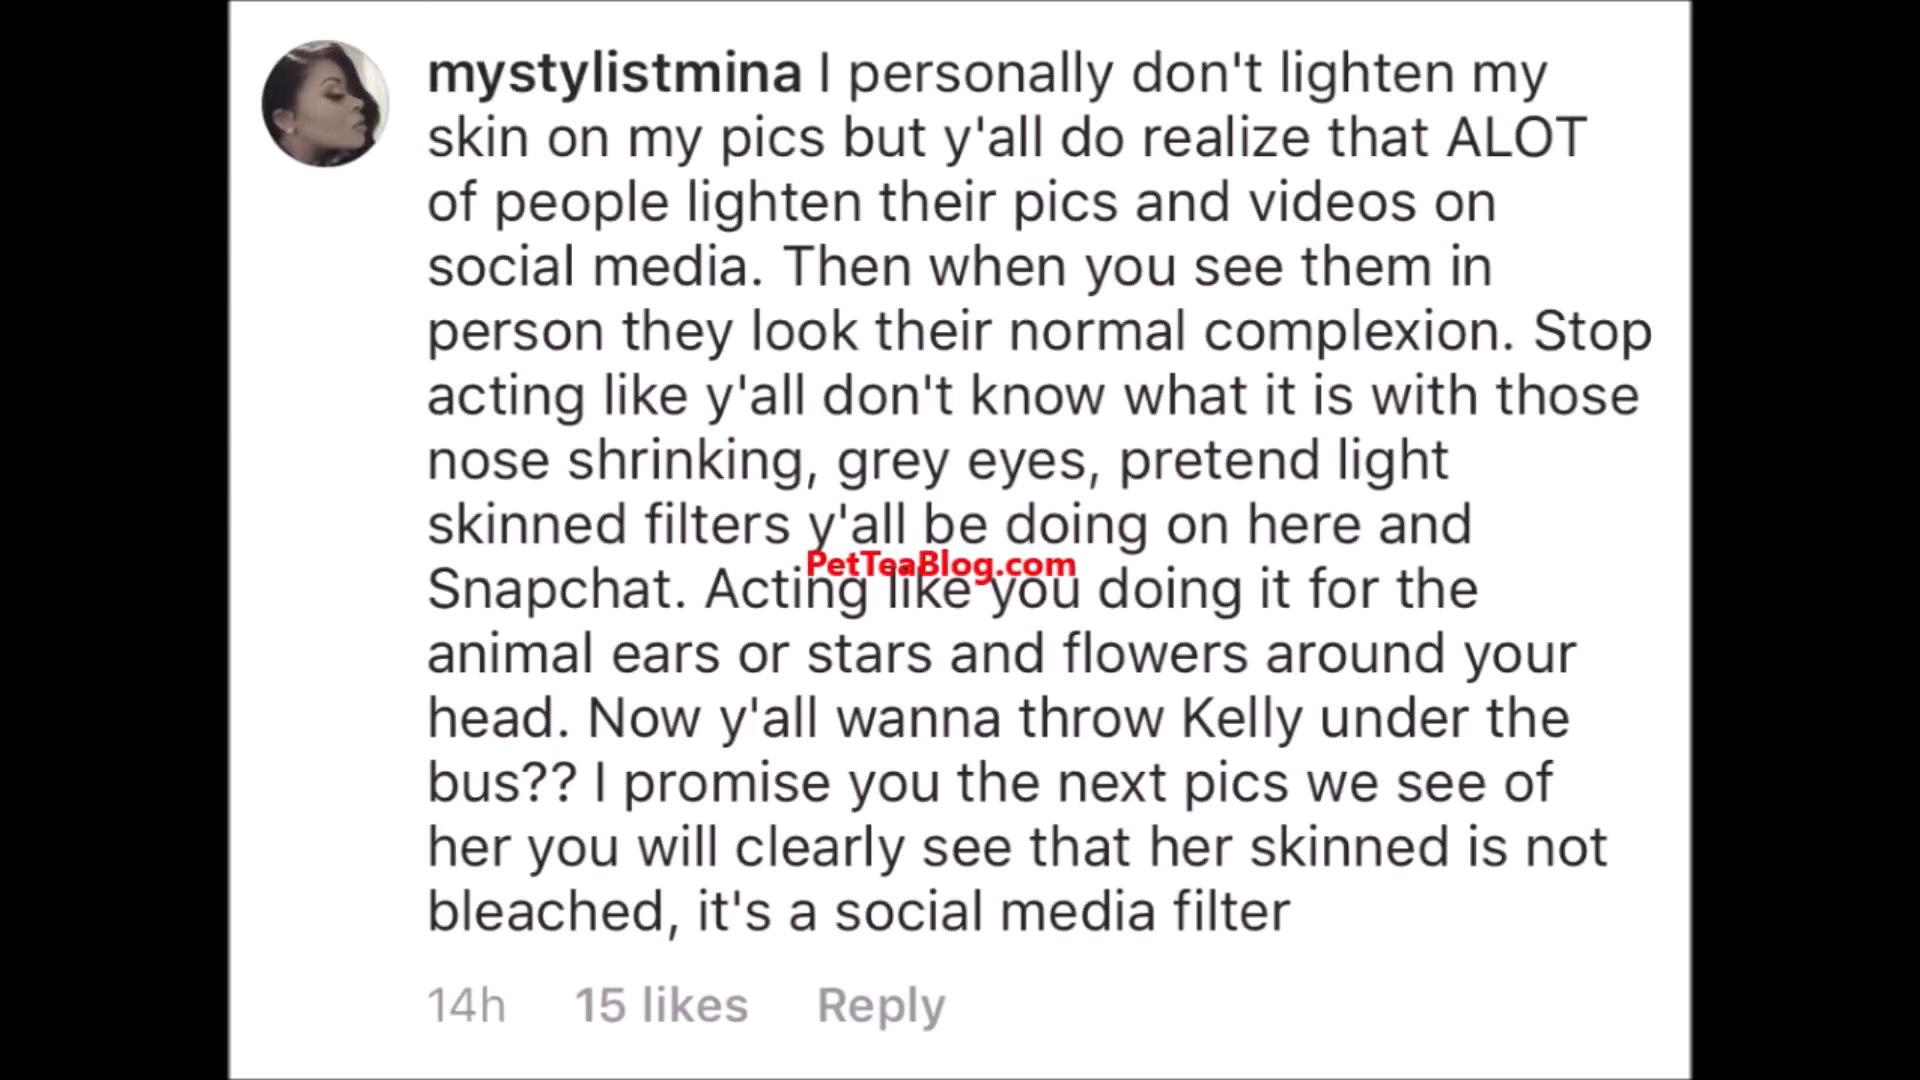 mystylistmina I personally don't lighten my
skin on my pics but y'all do realize that ALOT
of people lighten their pics and videos on
social media. Then when you see them in
person they look their normal complexion. Stop
acting like y'all don't know what it is with those
nose shrinking, grey eyes, pretend light
skinned filters y'all be doing on here and
PetTeaBlog.com
Snapchat. Acting like you doing it for the
animal ears or stars and flowers around your
head. Now y'all wanna throw Kelly under the
bus?? I promise you the next pics we see of
her you will clearly see that her skinned is not
bleached, it's a social media filter
14h 15 likes Reply